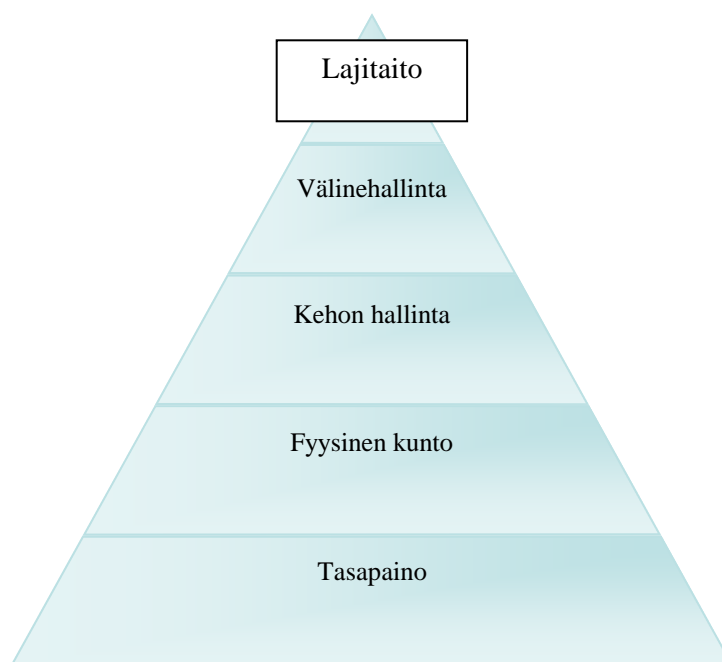 Lajitaito
Välinehallinta
Kehon hallinta
Fyysinen kunto
Tasapaino